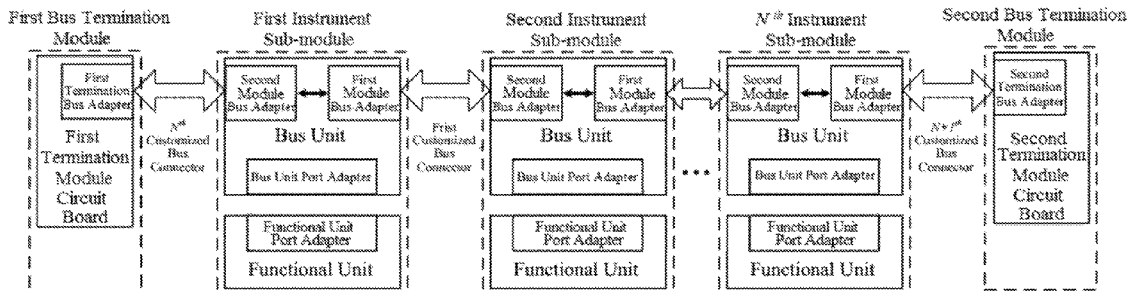 First Bus Termination
Module
First
Termination
Bus Adapter
First
Termination
Module
Circuit
Board
Nth
Customized
Bus
Connector
First Instrument
Sub-module
Second
Module
Bus Adapter
First
Module
Bus Adapter
Bus Unit
Bus Unit Port Adapter
Functional Unit
Port Adapter
Functional Unit
Frist
Customized
Bus
Connector
Second Instrument
Sub-module
Second
Module
Bus Adapter
First
Module
Bus Adapter
Bus Unit
Bus Unit Port Adapter
Functional Unit
Port Adapter
Functional Unit
...
N th Instrument
Sub-module
Second
Module
Bus Adapter
First
Module
Bus Adapter
Bus Unit
Bus Unit Port Adapter
Functional Unit
Port Adapter
Functional Unit
N+1th
Customized
Bus
Connector
Second Bus Termination
Module
Second
Termination
Bus Adapter
Second
Termination
Module
Circuit
Board